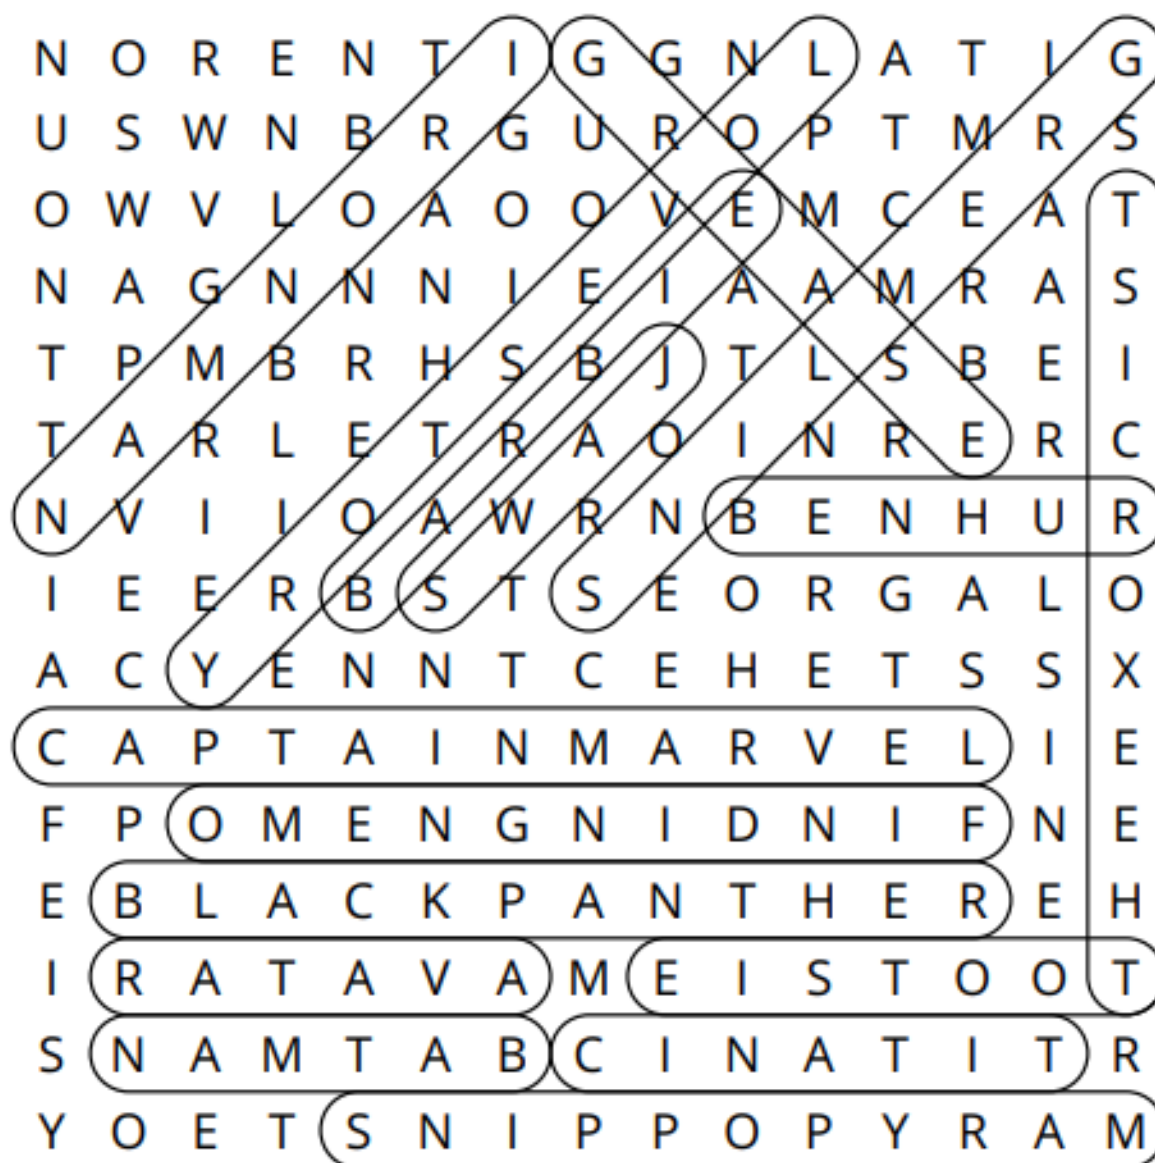 N O R E N T I G G N L A T I G
U S W N B R G U R O P T M R S
O W V L O A O O V E M C E A T
N A G N N N I E I A A M R A S
T P M B R H S B J T L S B E I
T A R L E T R A O I N R E R C
N V I I O A W R N B E N H U R
I E E R B S T S E O R G A L O
A C Y E N N T C E H E T S S X
C A P T A I N M A R V E L I E
F P O M E N G N I D N I F N E
E B L A C K P A N T H E R E H
I R A T A V A M E I S T O O T
S N A M T A B C I N A T I T R
Y O E T S N I P P O P Y R A M